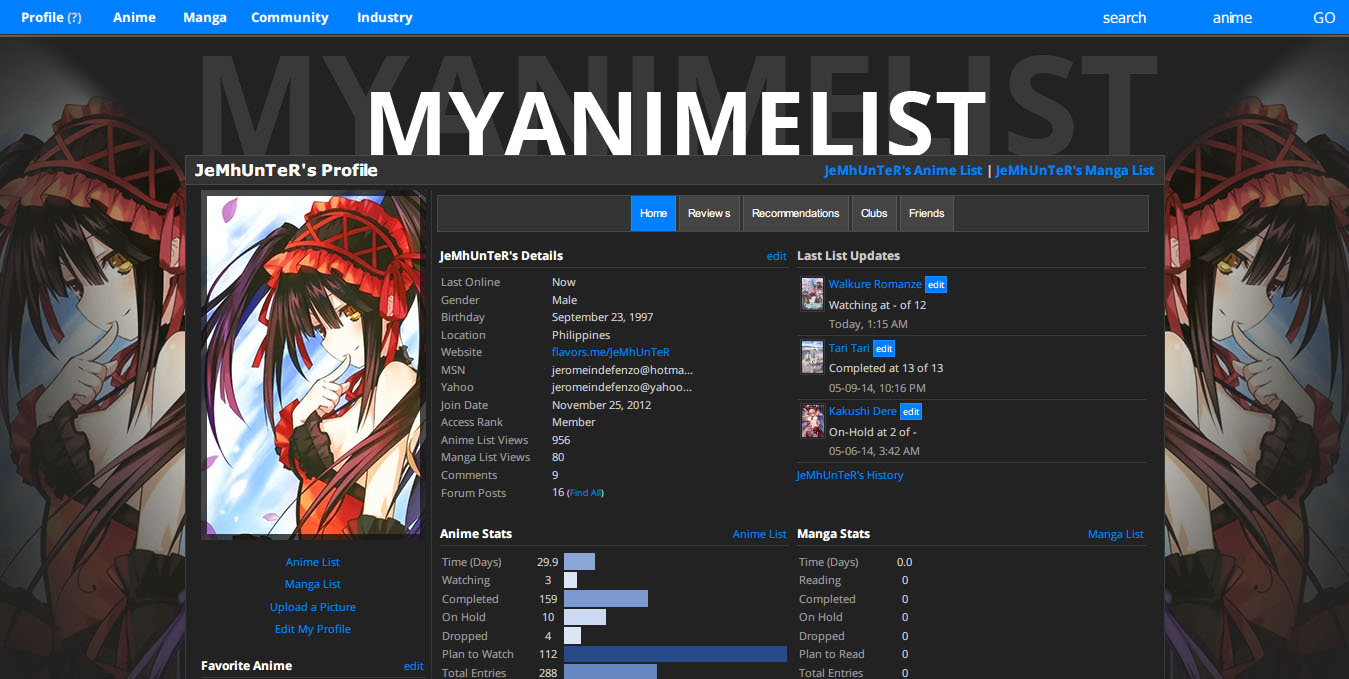 Profile (?) Anime Manga Community Industry search anime GO
MYANIMELIST
MYANIMELIST
JeMhUnTeR's Profile JeMhUnTeR's Anime List | JeMhUnTeR's Manga List
Home Reviews Recommendations Clubs Friends
JeMhUnTeR's Details edit
Last Online Now
Gender Male
Birthday September 23, 1997
Location Philippines
Website flavors.me/JeMhUnTeR
MSN jeromeindefenzo@hotma...
Yahoo jeromeindefenzo@yahoo...
Join Date November 25, 2012
Access Rank Member
Anime List Views 956
Manga List Views 80
Comments 9
Forum Posts 16 (Find All)
Last List Updates
Walkure Romanze edit
Watching at - of 12
Today, 1:15 AM
Tari Tari edit
Completed at 13 of 13
05-09-14, 10:16 PM
Kakushi Dere edit
On-Hold at 2 of -
05-06-14, 3:42 AM
JeMhUnTeR's History
Anime Stats Anime List
Time (Days) 29.9
Watching 3
Completed 159
On Hold 10
Dropped 4
Plan to Watch 112
Total Entries 288
Manga Stats Manga List
Time (Days) 0.0
Reading 0
Completed 0
On Hold 0
Dropped 0
Plan to Read 0
Total Entries 0
Anime List
Manga List
Upload a Picture
Edit My Profile
Favorite Anime edit